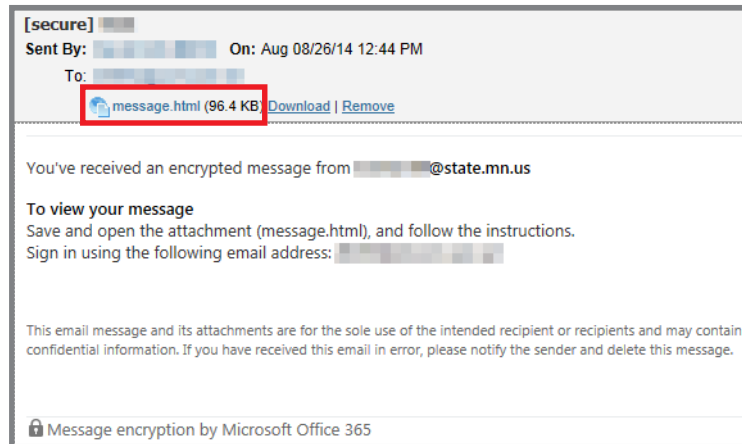 [secure]
Sent By: On: Aug 08/26/14 12:44 PM
To:
message.html (96.4 KB) Download | Remove
You've received an encrypted message from @state.mn.us
To view your message
Save and open the attachment (message.html), and follow the instructions.
Sign in using the following email address:
This email message and its attachments are for the sole use of the intended recipient or recipients and may contain
confidential information. If you have received this email in error, please notify the sender and delete this message.
Message encryption by Microsoft Office 365